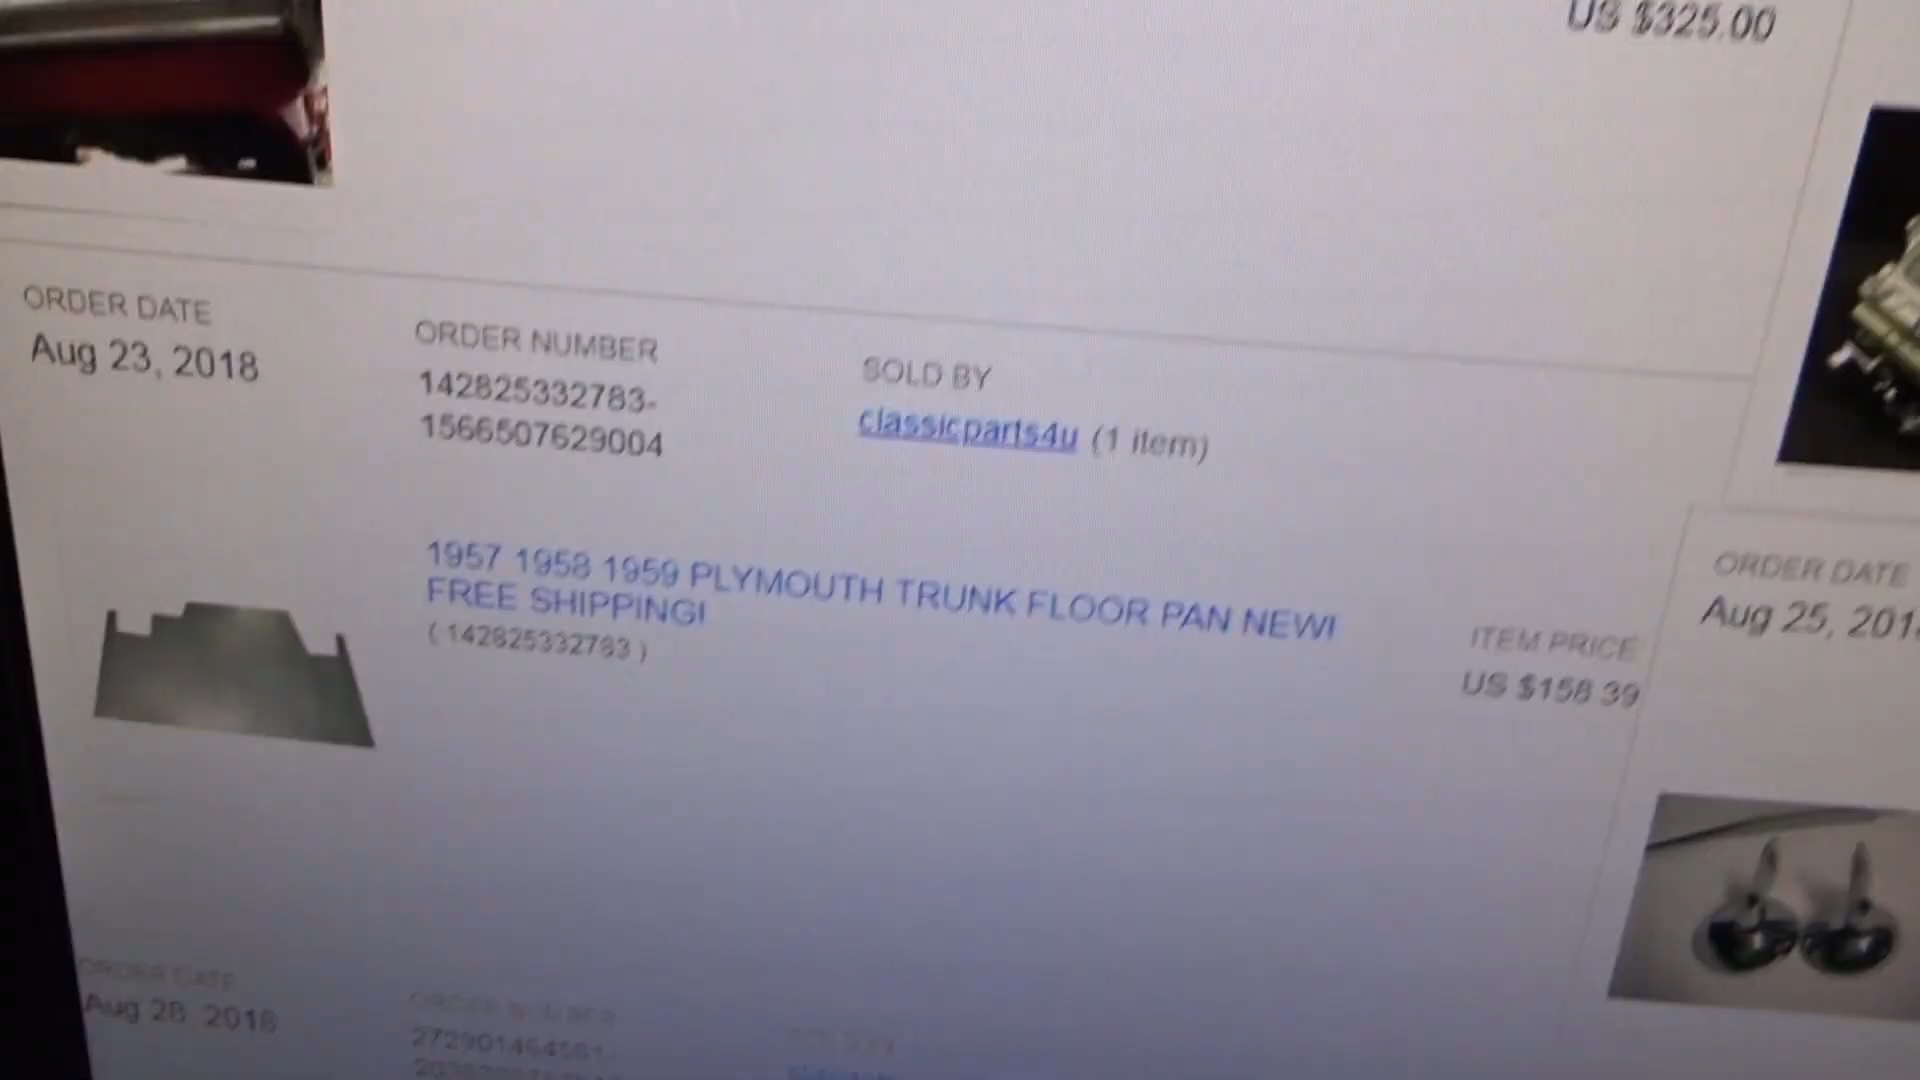 US $325.00
ORDER DATE
Aug 23, 2018
ORDER NUMBER
142825332783-
1566507629004
SOLD BY
classicparts4u (1 item)
1957 1958 1959 PLYMOUTH TRUNK FLOOR PAN NEW!
FREE SHIPPING!
( 142825332783 )
ITEM PRICE
US $158.39
ORDER DATE
Aug 25, 201
ORDER DATE
Aug 28, 2018
ORDER NUMBER